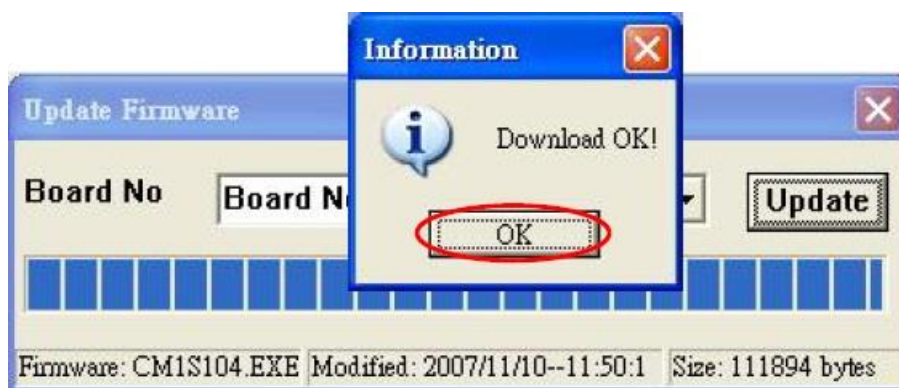 Information
Update Firmware
Download OK!
Board No
Board N
Update
OK
Firmware: CM1S104.EXE
Modified: 2007/11/10--11:50:1
Size: 111894 bytes